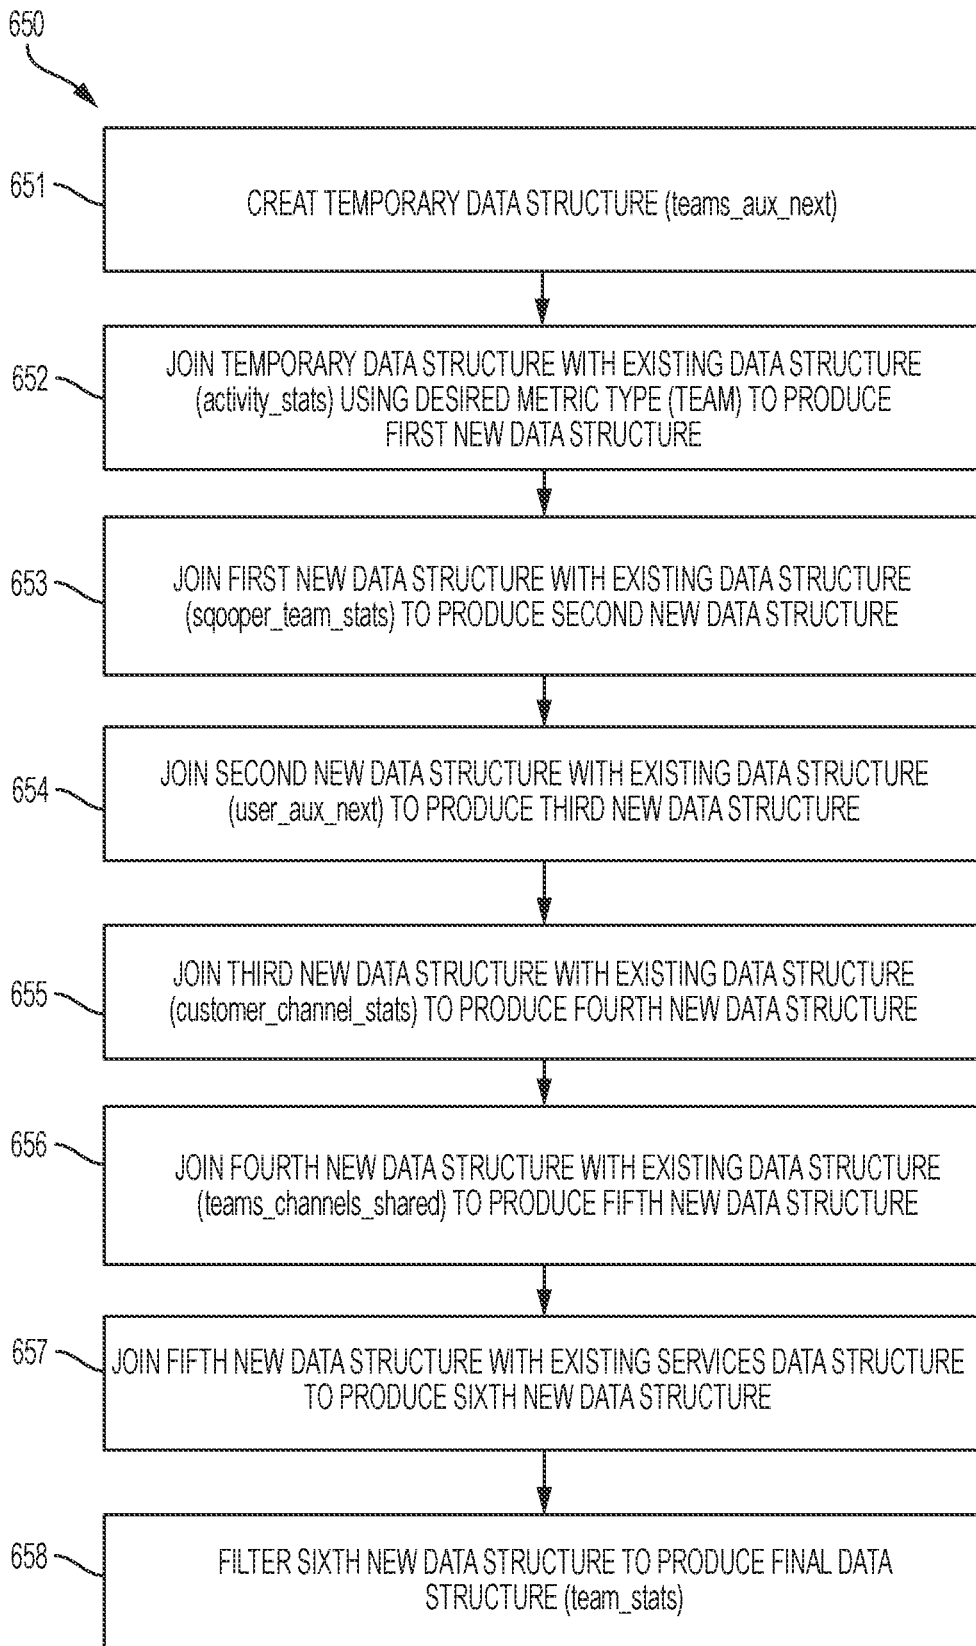 650
651
CREAT TEMPORARY DATA STRUCTURE (teams_aux_next)
652
JOIN TEMPORARY DATA STRUCTURE WITH EXISTING DATA STRUCTURE
(activity_stats) USING DESIRED METRIC TYPE (TEAM) TO PRODUCE
FIRST NEW DATA STRUCTURE
653
JOIN FIRST NEW DATA STRUCTURE WITH EXISTING DATA STRUCTURE
(sqooper_team_stats) TO PRODUCE SECOND NEW DATA STRUCTURE
654
JOIN SECOND NEW DATA STRUCTURE WITH EXISTING DATA STRUCTURE
(user_aux_next) TO PRODUCE THIRD NEW DATA STRUCTURE
655
JOIN THIRD NEW DATA STRUCTURE WITH EXISTING DATA STRUCTURE
(customer_channel_stats) TO PRODUCE FOURTH NEW DATA STRUCTURE
656
JOIN FOURTH NEW DATA STRUCTURE WITH EXISTING DATA STRUCTURE
(teams_channels_shared) TO PRODUCE FIFTH NEW DATA STRUCTURE
657
JOIN FIFTH NEW DATA STRUCTURE WITH EXISTING SERVICES DATA STRUCTURE
TO PRODUCE SIXTH NEW DATA STRUCTURE
658
FILTER SIXTH NEW DATA STRUCTURE TO PRODUCE FINAL DATA
STRUCTURE (team_stats)